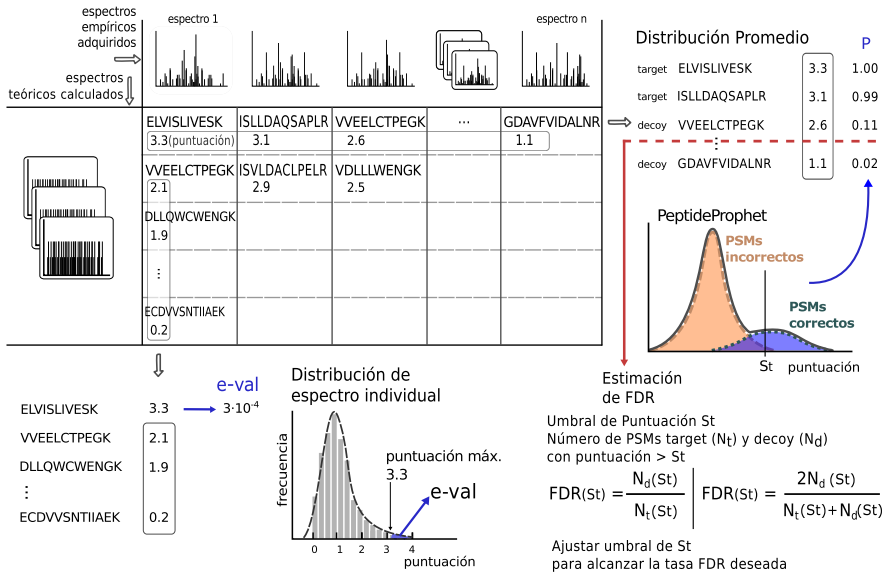 espectros
empíricos
adquiridos
espectro 1
espectro n
espectros
teóricos calculados
ELVISLIVESK ISLLDAQSAPLR VVEELCTPEGK ... GDAVFVIDALNR
3.3(puntuación) 3.1 2.6 1.1
VVEELCTPEGK ISVLDACLPELR VDLLLWENGK
2.1 2.9 2.5
DLLQWCWENGK
1.9
...
ECDVVSNTIIAEK
0.2
Distribución Promedio
P
target ELVISLIVESK 3.3 1.00
target ISLLDAQSAPLR 3.1 0.99
decoy VVEELCTPEGK 2.6 0.11
...
decoy GDAVFVIDALNR 1.1 0.02
PeptideProphet
PSMs
incorrectos
PSMs
correctos
St
puntuación
e-val
ELVISLIVESK 3.3 3·10-4
VVEELCTPEGK 2.1
DLLQWCWENGK 1.9
...
ECDVVSNTIIAEK 0.2
Distribución de
espectro individual
frecuencia
puntuación máx.
3.3
e-val
0 1 2 3 4
puntuación
Estimación
de FDR
Umbral de Puntuación St
Número de PSMs target (Nt) y decoy (Nd)
con puntuación > St
FDR(St) = Nd(St) / Nt(St) | FDR(St) = 2Nd (St) / Nt(St)+Nd(St)
Ajustar umbral de St
para alcanzar la tasa FDR deseada